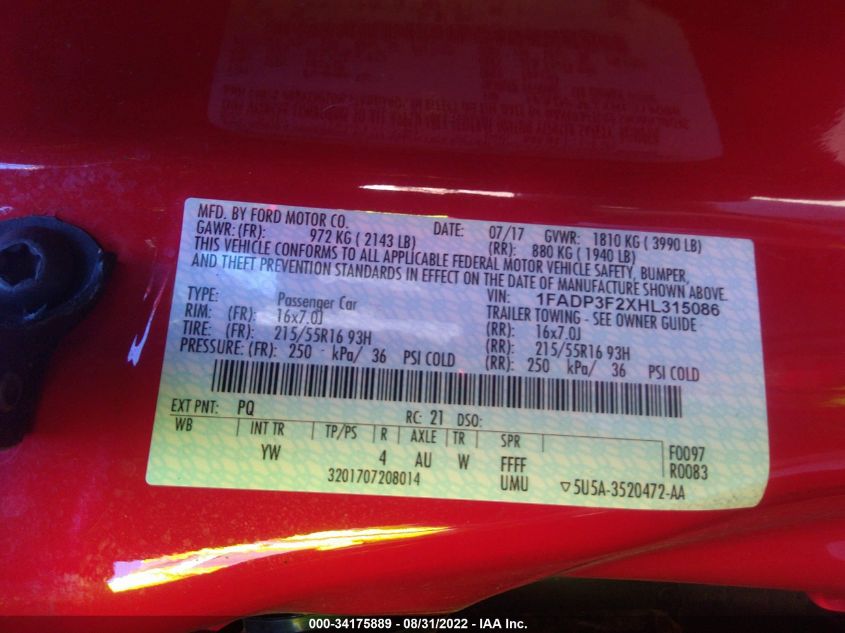 MFD. BY FORD MOTOR CO. DATE: 07/17 GVWR: 1810 KG ( 3990 LB)
GAWR: (FR): 972 KG ( 2143 LB) (RR): 880 KG ( 1940 LB)
THIS VEHICLE CONFORMS TO ALL APPLICABLE FEDERAL MOTOR VEHICLE SAFETY, BUMPER,
AND THEFT PREVENTION STANDARDS IN EFFECT ON THE DATE OF MANUFACTURE SHOWN ABOVE.
VIN: 1FADP3F2XHL315086
TYPE: Passenger Car TRAILER TOWING - SEE OWNER GUIDE
RIM: (FR): 16x7.0J (RR): 16x7.0J
TIRE: (FR): 215/55R16 93H (RR): 215/55R16 93H
PRESSURE: (FR): 250 kPa/ 36 PSI COLD (RR): 250 kPa/ 36 PSI COLD
EXT PNT: PQ RC: 21 DSO:
WB INT TR TP/PS R AXLE TR SPR F0097
YW 4 AU W FFFF R0083
3201707208014 UMU ▽5U5A-3520472-AA
000-34175889 - 08/31/2022 - IAA Inc.